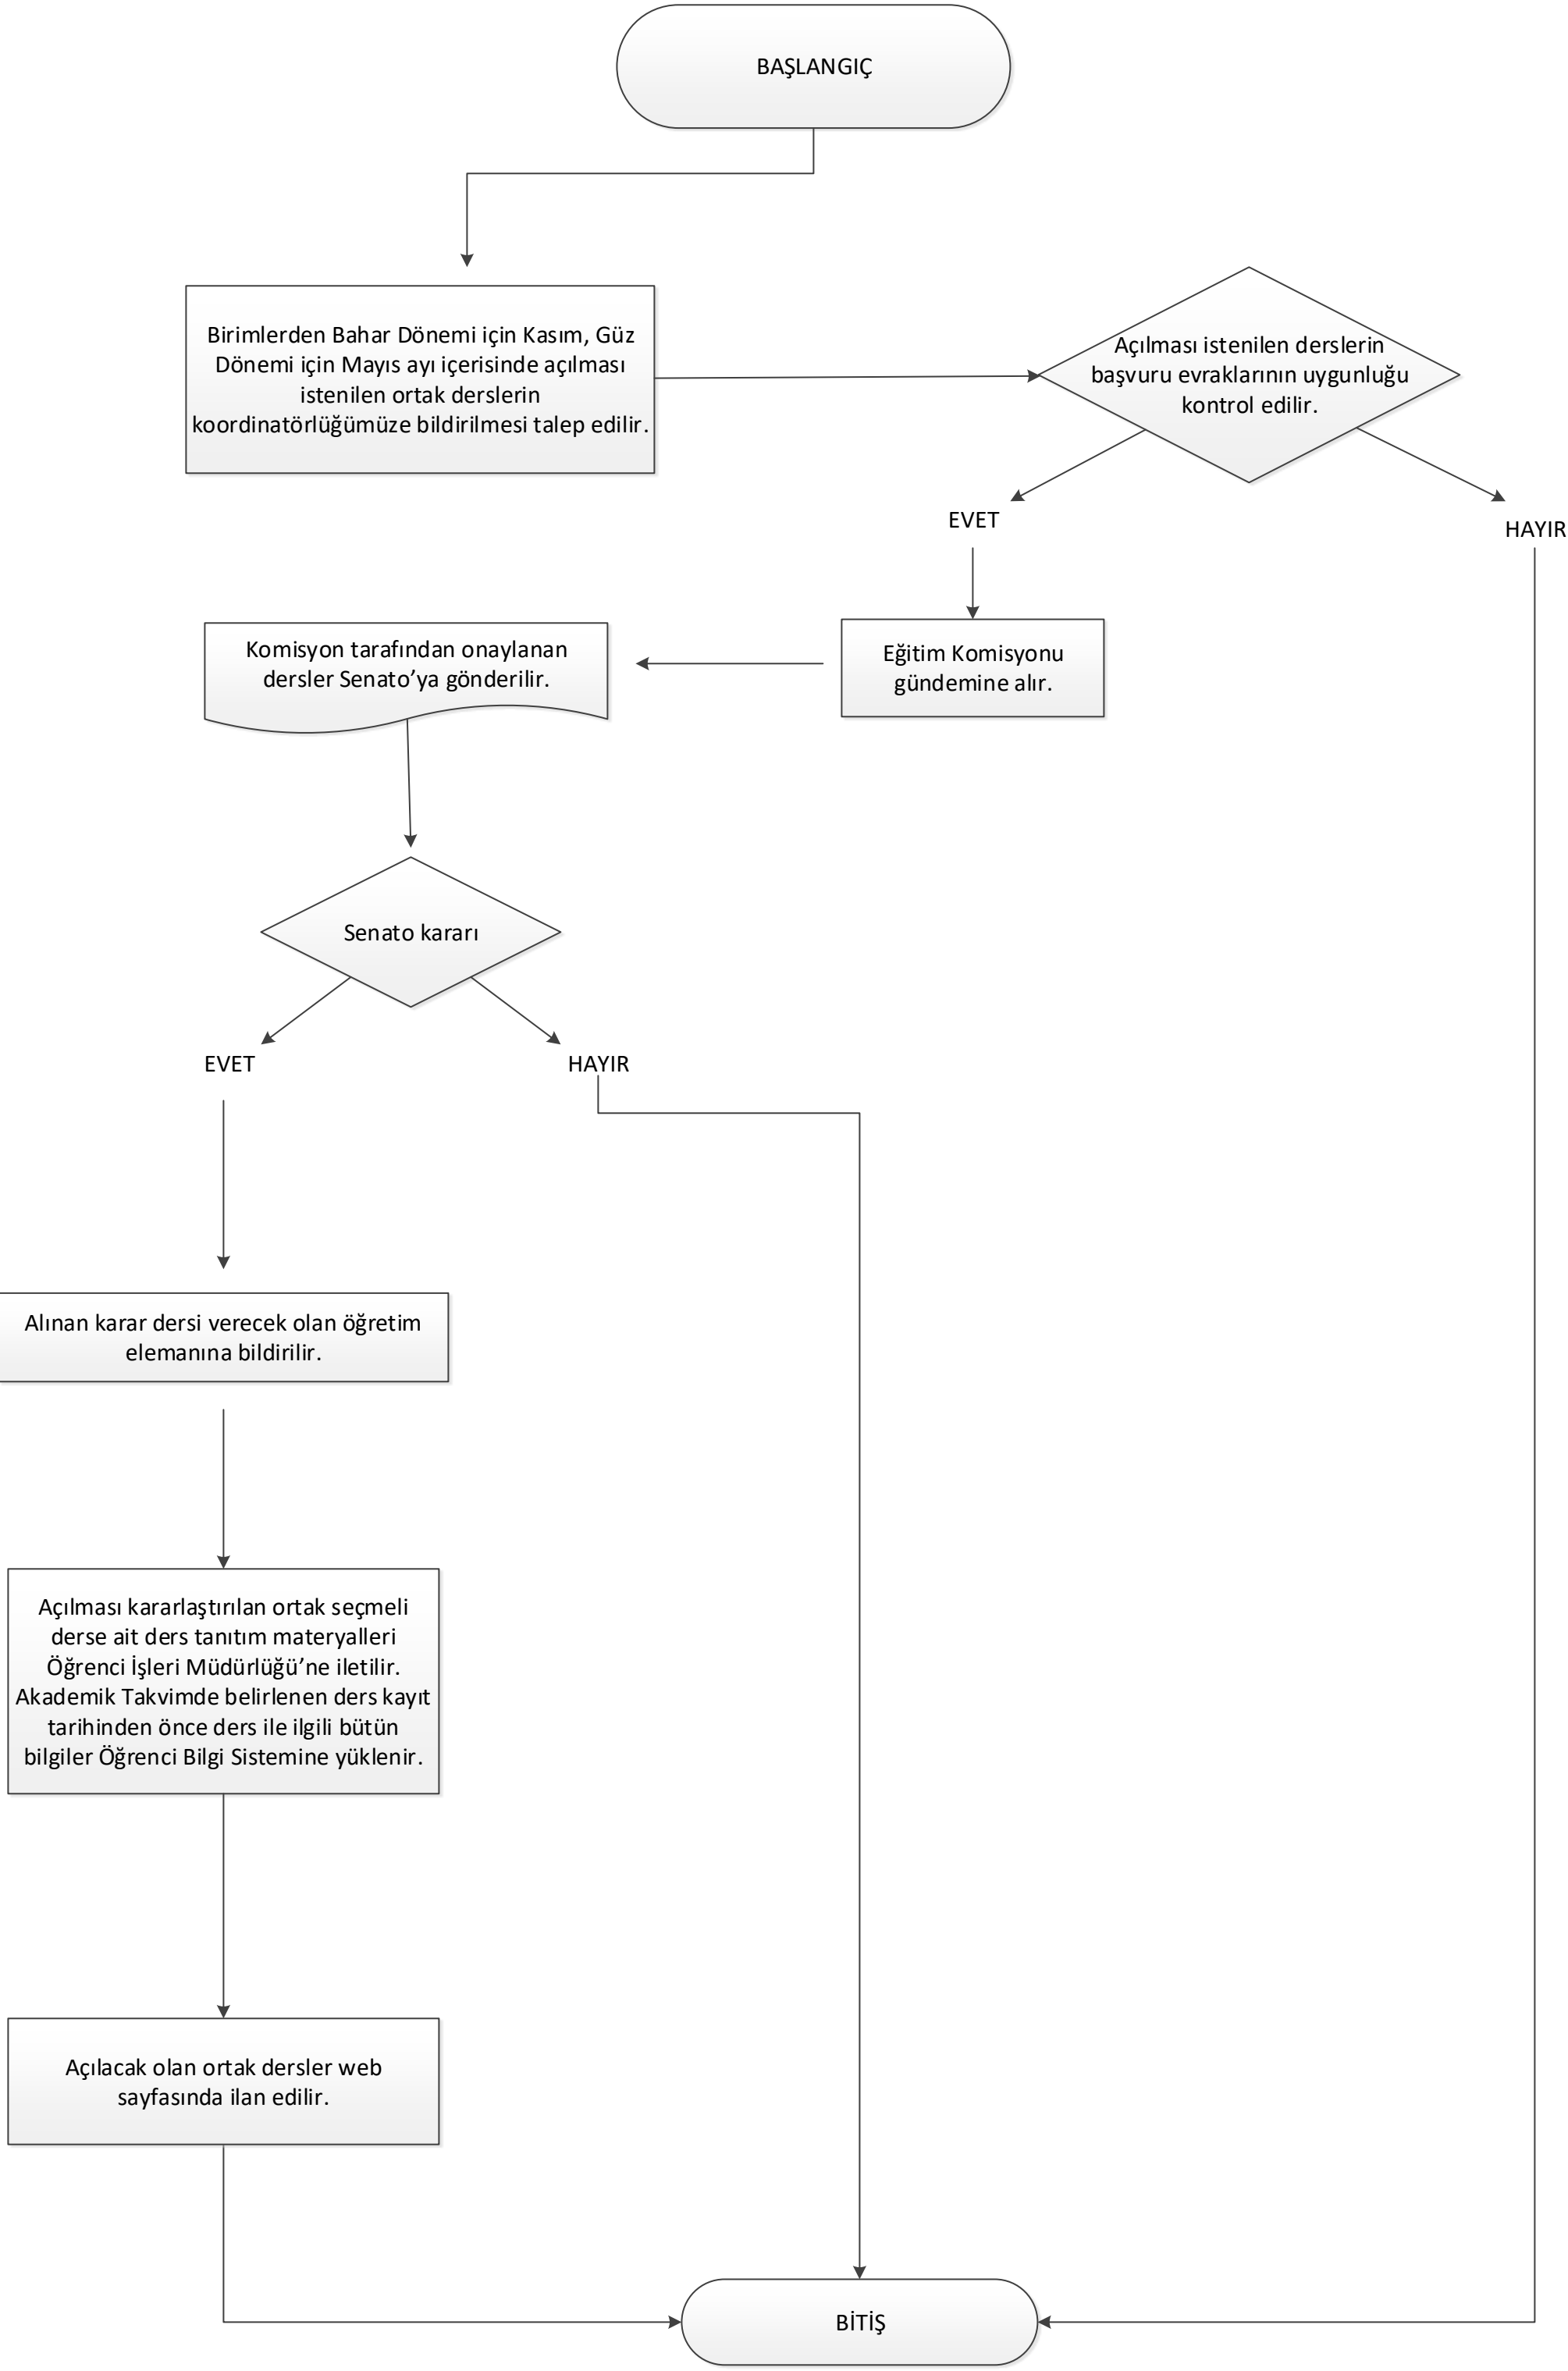 BAŞLANGIÇ
Birimlerden Bahar Dönemi için Kasım, Güz
Dönemi için Mayıs ayı içerisinde açılması
istenilen ortak derslerin
koordinatörlüğümüze bildirilmesi talep edilir.
Açılması istenilen derslerin
başvuru evraklarının uygunluğu
kontrol edilir.
EVET
HAYIR
Eğitim Komisyonu
gündemine alır.
Komisyon tarafından onaylanan
dersler Senato’ya gönderilir.
Senato kararı
EVET
HAYIR
Alınan karar dersi verecek olan öğretim
elemanına bildirilir.
Açılması kararlaştırılan ortak seçmeli
derse ait ders tanıtım materyalleri
Öğrenci İşleri Müdürlüğü’ne iletilir.
Akademik Takvimde belirlenen ders kayıt
tarihinden önce ders ile ilgili bütün
bilgiler Öğrenci Bilgi Sistemine yüklenir.
Açılacak olan ortak dersler web
sayfasında ilan edilir.
BİTİŞ